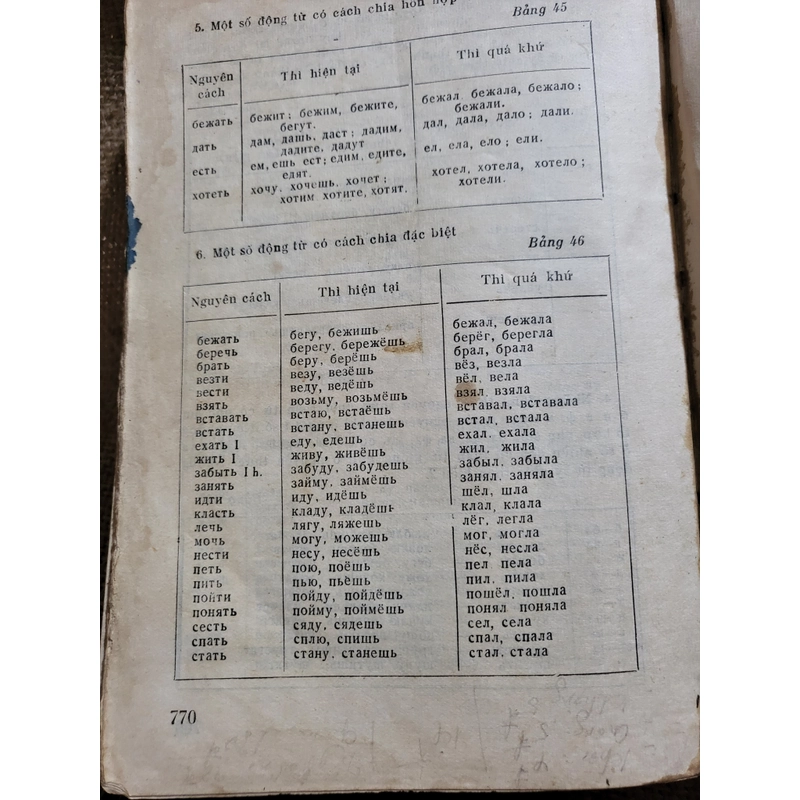 5. Một số động từ có cách chia hỗn hợp
Bảng 45
Nguyên cách | Thì hiện tại | Thì quá khứ
бежать | бежит; бежим, бежите, бегут. | бежал бежала, бежало; бежали.
дать | дам, дашь, даст; дадим, дадите, дадут | дал, дала, дало; дали.
есть | ем, ешь ест; едим, едите, едят. | ел, ела, ело; ели.
хотеть | хочу, хочешь, хочет; хотим хотите, хотят. | хотел, хотела, хотело; хотели.
6. Một số động từ có cách chia đặc biệt
Bảng 46
Nguyên cách | Thì hiện tại | Thì quá khứ
бежать | бегу, бежишь | бежал, бежала
беречь | берегу, бережёшь | берёг, берегла
брать | беру, берёшь | брал, брала
везти | везу, везёшь | вёз, везла
вести | веду, ведёшь | вёл, вела
взять | возьму, возьмёшь | взял, взяла
вставать | встаю, встаёшь | вставал, вставала
встать | встану, встанешь | встал, встала
ехать I | еду, едешь | ехал, ехала
жить I | живу, живёшь | жил, жила
забыть I h. | забуду, забудешь | забыл, забыла
занять | займу, займёшь | занял, заняла
идти | иду, идёшь | шёл, шла
класть | кладу, кладёшь | клал, клала
лечь | лягу, ляжешь | лёг, легла
мочь | могу, можешь | мог, могла
нести | несу, несёшь | нёс, несла
петь | пою, поёшь | пел пела
пить | пью, пьёшь | пил, пила
пойти | пойду, пойдёшь | пошёл, пошла
понять | пойму, поймёшь | понял поняла
сесть | сяду, сядешь | сел, села
спать | сплю, спишь | спал, спала
стать | стану, станешь | стал, стала
770